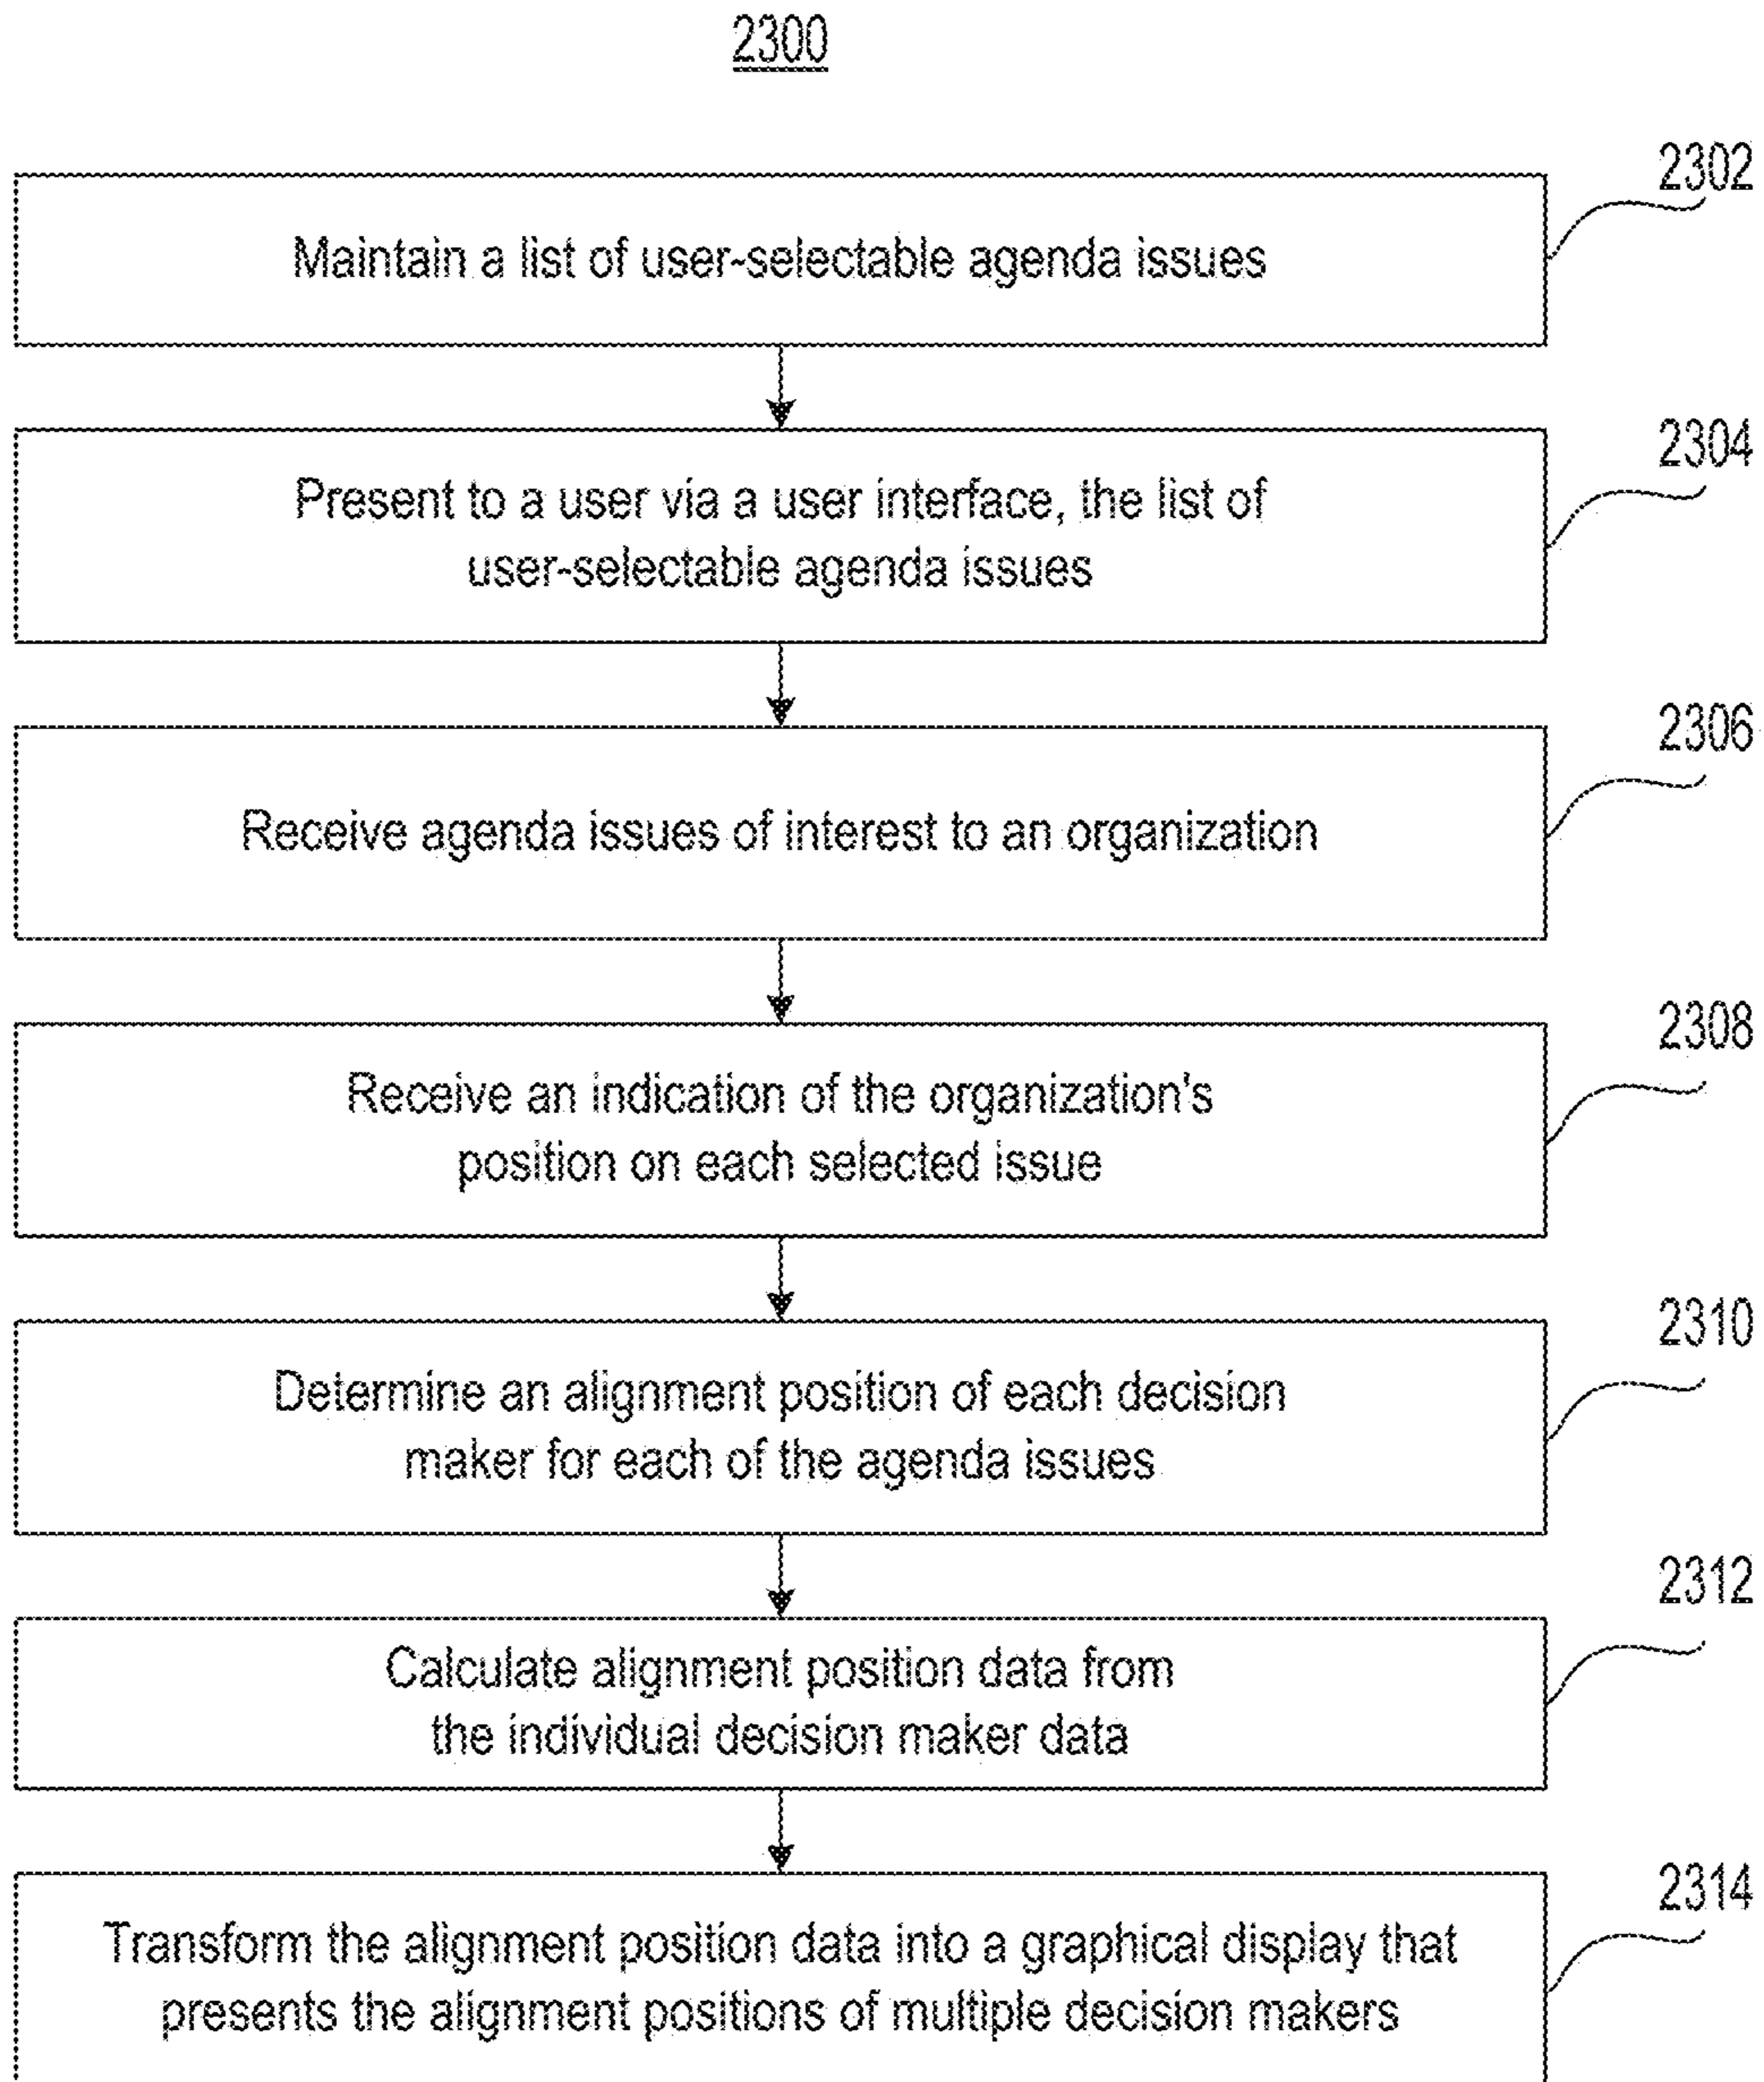 2300
2302
Maintain a list of user-selectable agenda issues
2304
Present to a user via a user interface, the list of
user-selectable agenda issues
2306
Receive agenda issues of interest to an organization
2308
Receive an indication of the organization's
position on each selected issue
2310
Determine an alignment position of each decision
maker for each of the agenda issues
2312
Calculate alignment position data from
the individual decision maker data
2314
Transform the alignment position data into a graphical display that
presents the alignment positions of multiple decision makers